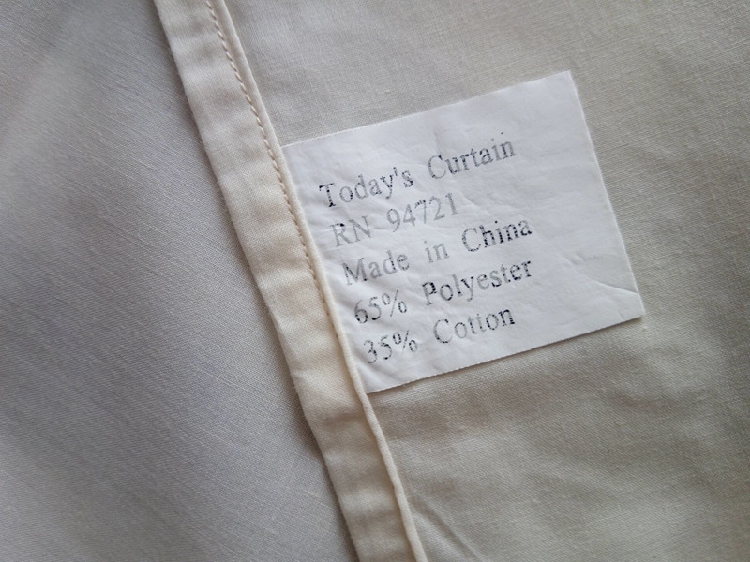 Today's Curtain
RN 94721
Made in China
65% Polyester
35% Cotton